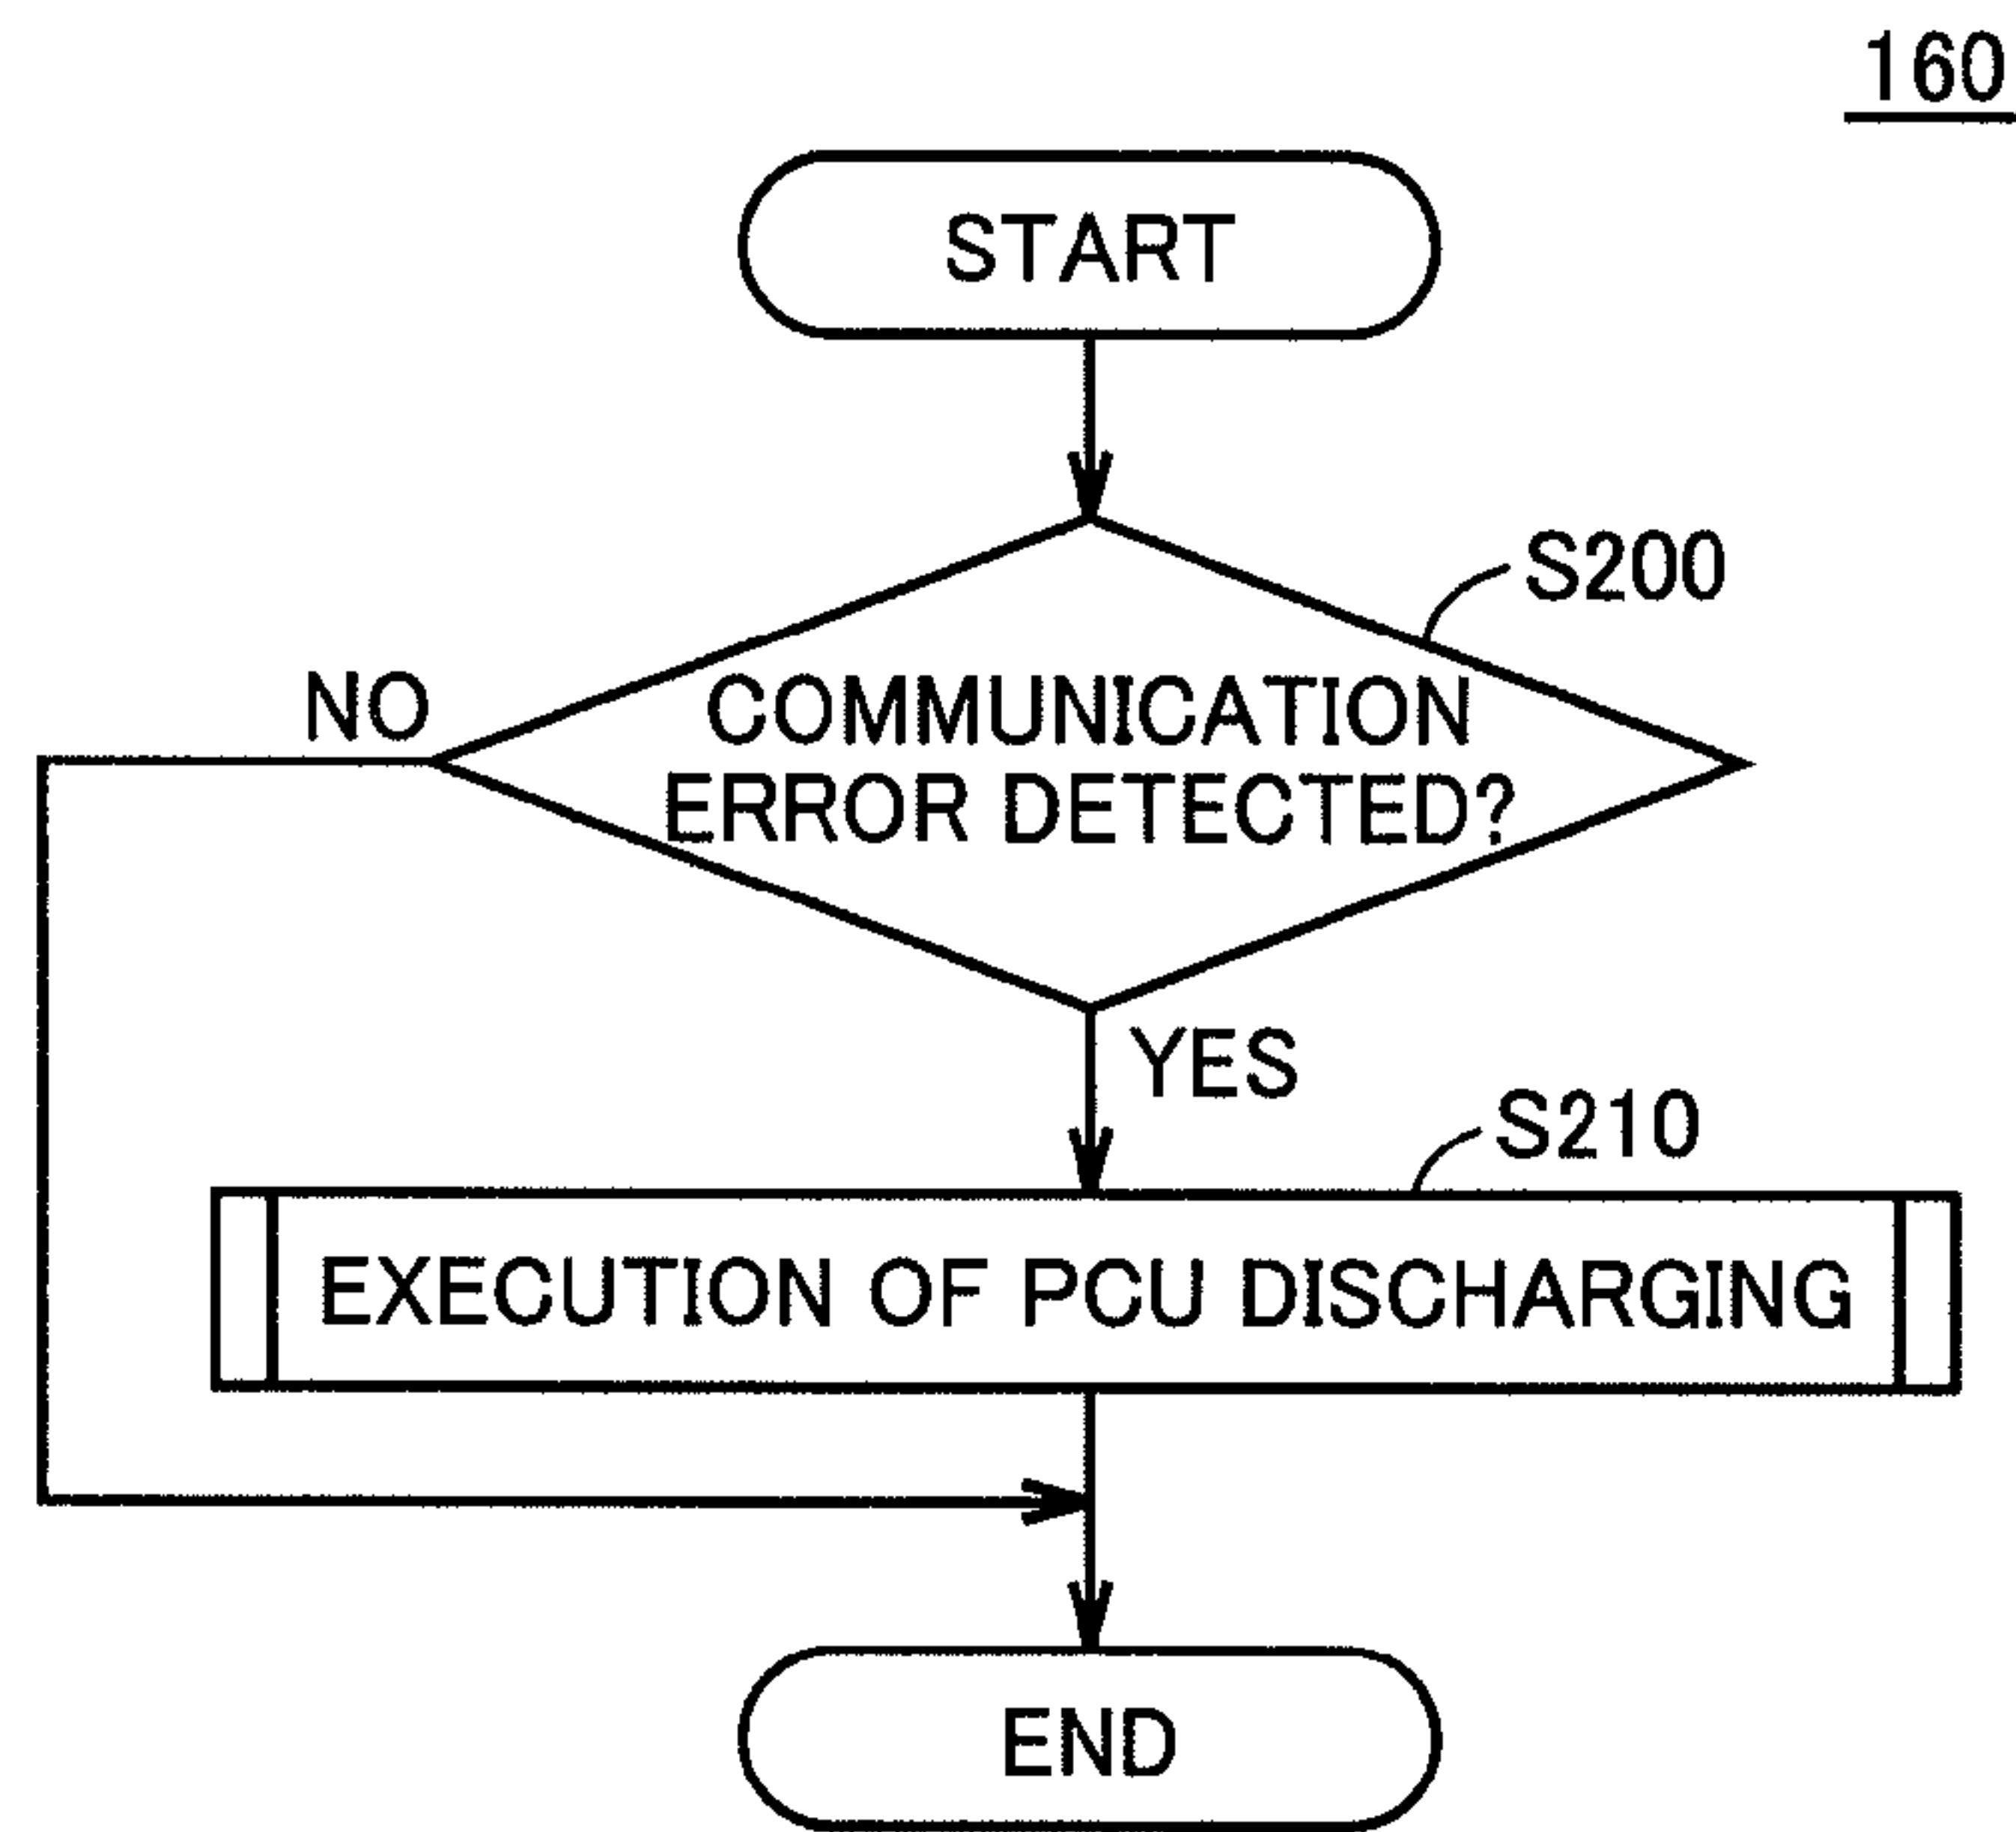 160
START
S200
NO
COMMUNICATION
ERROR DETECTED?
YES
S210
EXECUTION OF PCU DISCHARGING
END